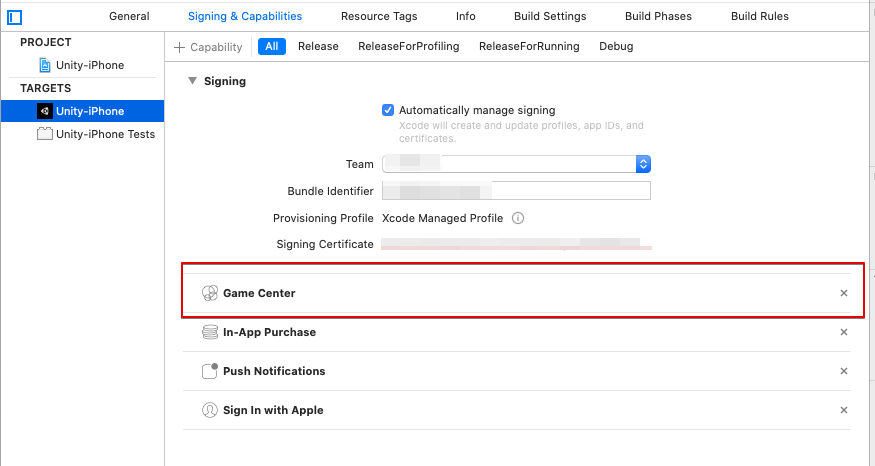 General Signing & Capabilities Resource Tags Info Build Settings Build Phases Build Rules
PROJECT
Unity-iPhone
TARGETS
Unity-iPhone
Unity-iPhone Tests
+ Capability All Release ReleaseForProfiling ReleaseForRunning Debug
Signing
Automatically manage signing
Xcode will create and update profiles, app IDs, and
certificates.
Team
Bundle Identifier
Provisioning Profile Xcode Managed Profile
Signing Certificate
Game Center
In-App Purchase
Push Notifications
Sign In with Apple